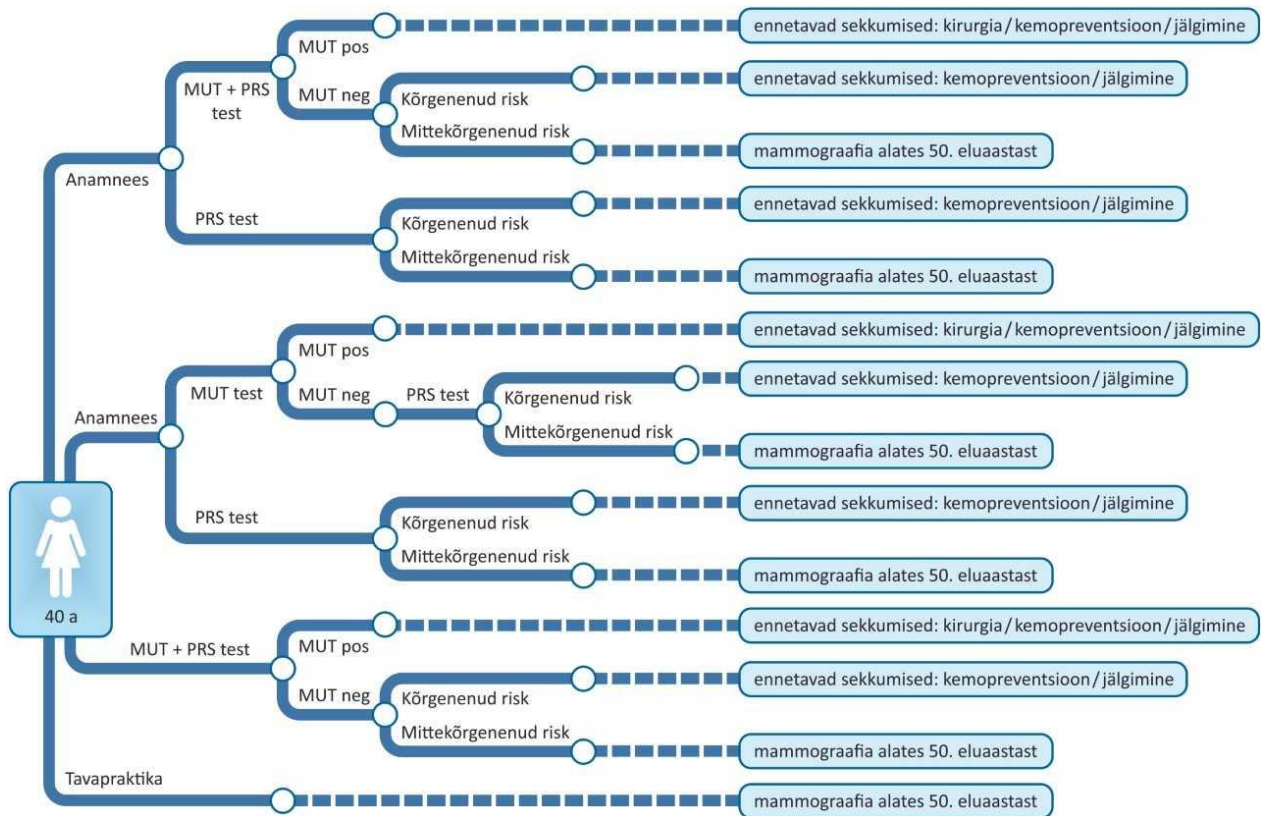 ennetavad sekkumised: kirurgia/kemopreventsioon/jälgimine
MUT pos
MUT + PRS
test
MUT neg
ennetavad sekkumised: kemopreventsioon/jälgimine
Kõrgenenud risk
Mittekõrgenenud risk
mammograafia alates 50. eluaastast
Anamnees
PRS test
ennetavad sekkumised: kemopreventsioon/jälgimine
Kõrgenenud risk
Mittekõrgenenud risk
mammograafia alates 50. eluaastast
ennetavad sekkumised: kirurgia/kemopreventsioon/jälgimine
MUT pos
Anamnees
MUT test
MUT neg
PRS test
ennetavad sekkumised: kemopreventsioon/jälgimine
Kõrgenenud risk
Mittekõrgenenud risk
mammograafia alates 50. eluaastast
PRS test
ennetavad sekkumised: kemopreventsioon/jälgimine
Kõrgenenud risk
Mittekõrgenenud risk
mammograafia alates 50. eluaastast
40 a
MUT + PRS test
ennetavad sekkumised: kirurgia/kemopreventsioon/jälgimine
MUT pos
MUT neg
ennetavad sekkumised: kemopreventsioon/jälgimine
Kõrgenenud risk
Mittekõrgenenud risk
mammograafia alates 50. eluaastast
Tavapraktika
mammograafia alates 50. eluaastast